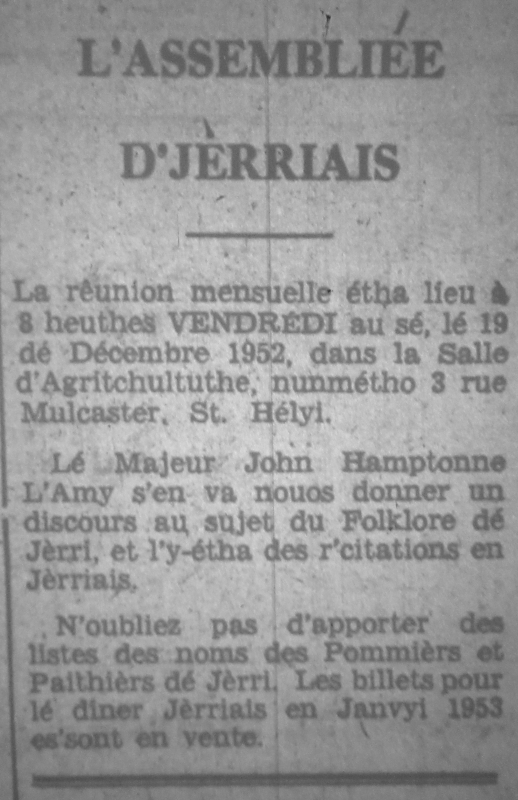 L'ASSEMBLIÉE
D'JÈRRIAIS
La rêunion mensuelle étha lieu à
8 heuthes VENDRÉDI au sé, lé 19
dé Décembre 1952, dans la Salle
d'Agritchultuthe, nunmétho 3 rue
Mulcaster, St. Hélyi.
Lé Majeur John Hamptonne
L'Amy s'en va nouos donner un
discours au sujet du Folklore dé
Jèrri, et l'y-étha des r'citations en
Jèrriais.
N'oubliez pas d'apporter des
listes des noms des Pommièrs et
Paithièrs dé Jèrri. Les billets pour
lé dîner Jèrriais en Janvyi 1953
es'sont en vente.